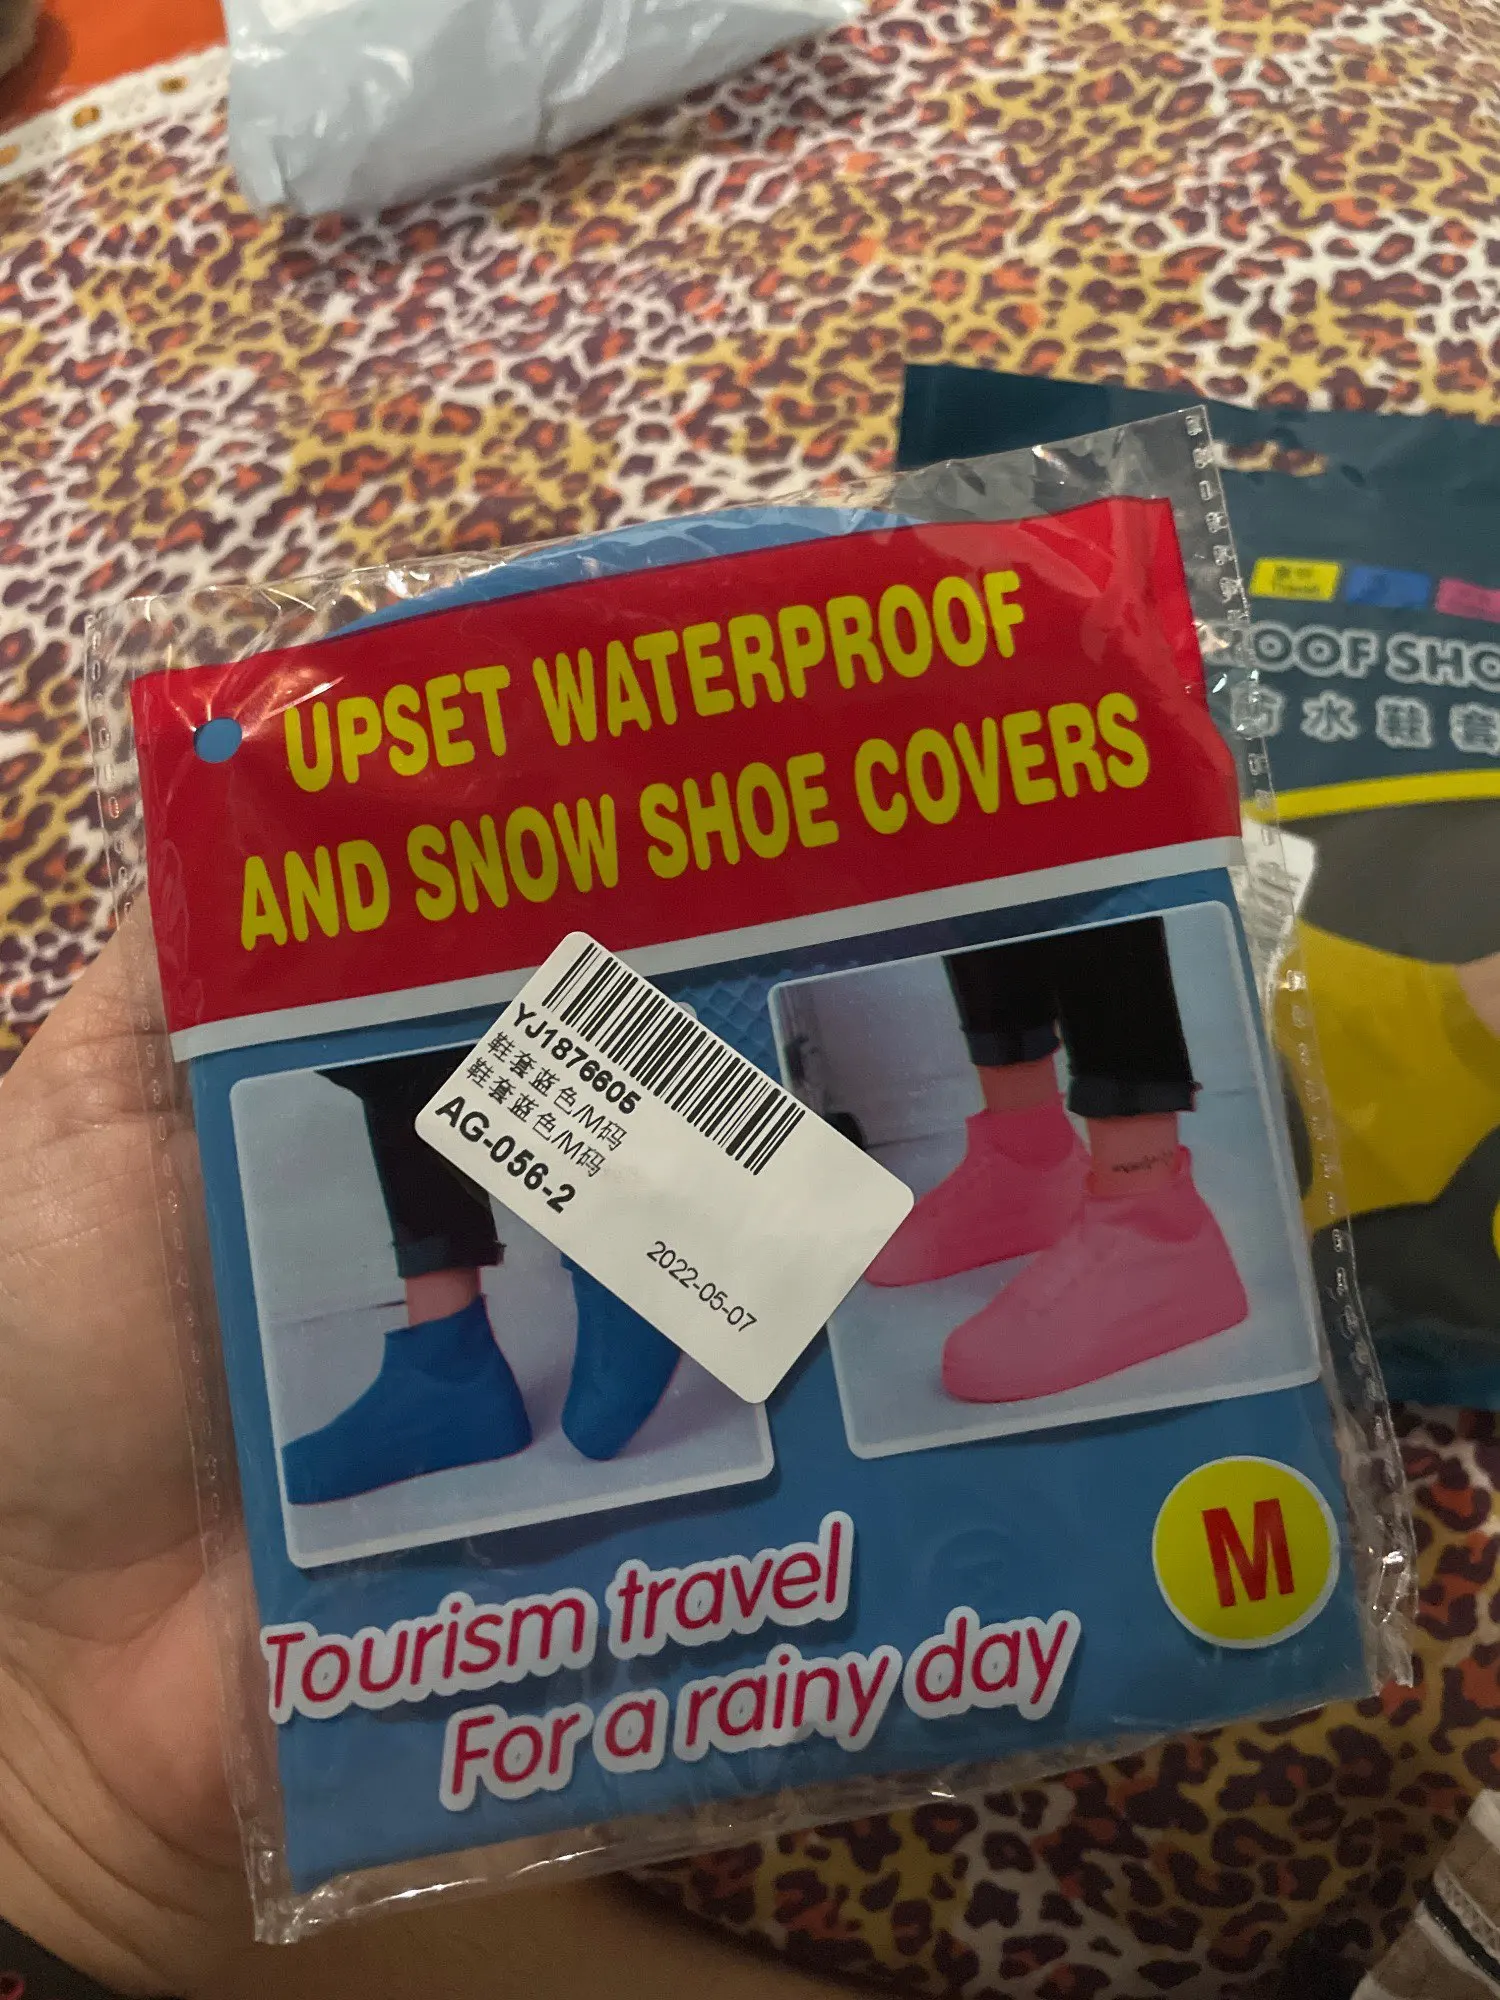 UPSET WATERPROOF
AND SNOW SHOE COVERS
YJ1876605
鞋套蓝色/M码
鞋套蓝色/M码
AG-056-2
2022-05-07
M
Tourism travel
For a rainy day
OOF SHO
水鞋套